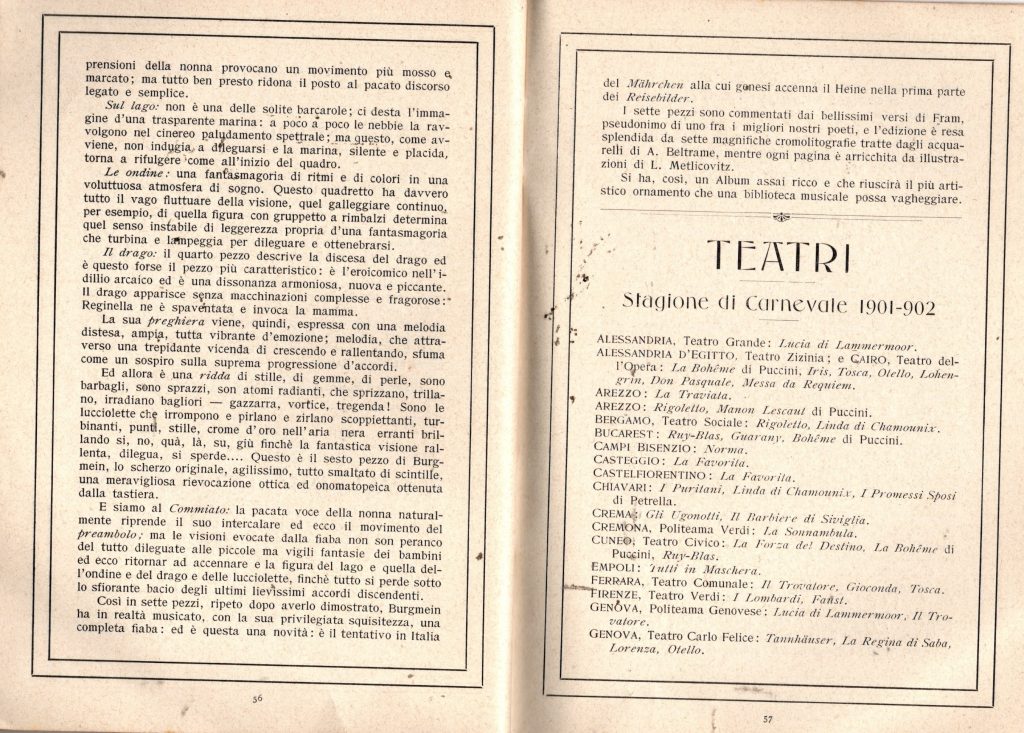 prensioni della nonna provocano un movimento più mosso e
marcato; ma tutto ben presto ridona il posto al pacato discorso
legato e semplice.
Sul lago: non è una delle solite barcarole; ci desta l'imma-
gine d'una trasparente marina: a poco a poco le nebbie la rav-
volgono nel cinereo paludamento spettrale; ma questo, come av-
viene, non indugia a dileguarsi e la marina, silente e placida,
torna a rifulgere come all'inizio del quadro.
Le ondine: una fantasmagoria di ritmi e di colori in una
voluttuosa atmosfera di sogno. Questo quadretto ha davvero
tutto il vago fluttuare della visione, quel galleggiare continuo,
per esempio, di quella figura con gruppetto a rimbalzi determina
quel senso instabile di leggerezza propria d'una fantasmagoria
che turbina e lampeggia per dileguare e ottenebrarsi.
Il drago: il quarto pezzo descrive la discesa del drago ed
è questo forse il pezzo più caratteristico: è l'eroicomico nell'i-
dillio arcaico ed è una dissonanza armoniosa, nuova e piccante.
Il drago apparisce senza macchinazioni complesse e fragorose:
Reginella ne è spaventata e invoca la mamma.
La sua preghiera viene, quindi, espressa con una melodia
distesa, ampia, tutta vibrante d'emozione; melodia, che attra-
verso una trepidante vicenda di crescendo e rallentando, sfuma
come un sospiro sulla suprema progressione d'accordi.
Ed allora è una ridda di stille, di gemme, di perle, sono
barbagli, sono sprazzi, son atomi radianti, che sprizzano, trilla-
no, irradiano bagliori — gazzarra, vortice, tregenda! Sono le
lucciolette che irrompono e pirlano e zirlano scoppiettanti, tur-
binanti, punti, stille, crome d'oro nell'aria nera erranti bril-
lando si, no, quà, là, su, giù finchè la fantastica visione ral-
lenta, dilegua, si sperde.... Questo è il sesto pezzo di Burg-
mein, lo scherzo originale, agilissimo, tutto smaltato di scintille,
una meravigliosa rievocazione ottica ed onomatopeica ottenuta
dalla tastiera.
E siamo al Commiato: la pacata voce della nonna natural-
mente riprende il suo intercalare ed ecco il movimento del
preambolo; ma le visioni evocate dalla fiaba non son peranco
del tutto dileguate alle piccole ma vigili fantasie dei bambini
ed ecco ritornar ad accennare e la figura del lago e quella del-
l'ondine e del drago e delle lucciolette, finchè tutto si perde sotto
lo sfiorante bacio degli ultimi lievissimi accordi discendenti.
Così in sette pezzi, ripeto dopo averlo dimostrato, Burgmein
ha in realtà musicato, con la sua privilegiata squisitezza, una
completa fiaba: ed è questa una novità: è il tentativo in Italia
56
del Mährchen alla cui genesi accenna il Heine nella prima parte
dei Reisebilder.
I sette pezzi sono commentati dai bellissimi versi di Fram,
pseudonimo di uno fra i migliori nostri poeti, e l'edizione è resa
splendida da sette magnifiche cromolitografie tratte dagli acqua-
relli di A. Beltrame, mentre ogni pagina è arricchita da illustra-
zioni di L. Metlicovitz.
Si ha, così, un Album assai ricco e che riuscirà il più arti-
stico ornamento che una biblioteca musicale possa vagheggiare.
TEATRI
Stagione di Carnevale 1901-902
ALESSANDRIA, Teatro Grande: Lucia di Lammermoor.
ALESSANDRIA D'EGITTO, Teatro Zizinia; e CAIRO, Teatro del-
l'Opera: La Bohême di Puccini, Iris, Tosca, Otello, Lohen-
grin, Don Pasquale, Messa da Requiem.
AREZZO: La Traviata.
AREZZO: Rigoletto, Manon Lescaut di Puccini.
BERGAMO, Teatro Sociale: Rigoletto, Linda di Chamounix.
BUCAREST: Ruy-Blas, Guarany, Bohême di Puccini.
CAMPI BISENZIO: Norma.
CASTEGGIO: La Favorita.
CASTELFIORENTINO: La Favorita.
CHIAVARI: I Puritani, Linda di Chamounix, I Promessi Sposi
di Petrella.
CREMA: Gli Ugonotti, Il Barbiere di Siviglia.
CREMONA, Politeama Verdi: La Sonnambula.
CUNEO, Teatro Civico: La Forza del Destino, La Bohême di
Puccini, Ruy-Blas.
EMPOLI: Tutti in Maschera.
FERRARA, Teatro Comunale: Il Trovatore, Gioconda, Tosca.
FIRENZE, Teatro Verdi: I Lombardi, Faust.
GENOVA, Politeama Genovese: Lucia di Lammermoor, Il Tro-
vatore.
GENOVA, Teatro Carlo Felice: Tannhäuser, La Regina di Saba,
Lorenza, Otello.
57